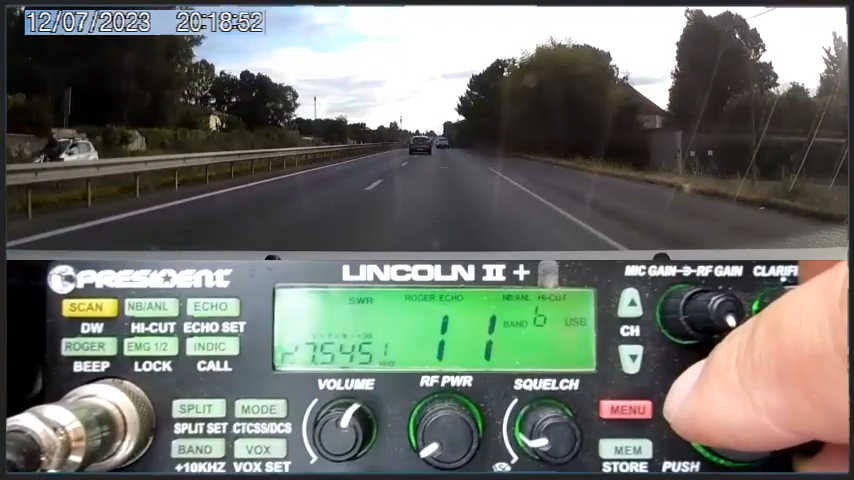 12/07/2023 20:18:52
PRESIDENT
LINCOLN II +
MIC GAIN RF GAIN
SCAN NB/ANL ECHO
DW HI-CUT ECHO SET
ROGER EMG 1/2 INDIC
BEEP LOCK CALL
SWR ROGER ECHO NB/ANL HI-CUT
11 BAND b USB
27.545
CH
VOLUME RF PWR SQUELCH
SPLIT MODE
SPLIT SET CTCSS/DCS
BAND VOX
+10KHZ VOX SET
MENU
MEM
STORE PUSH